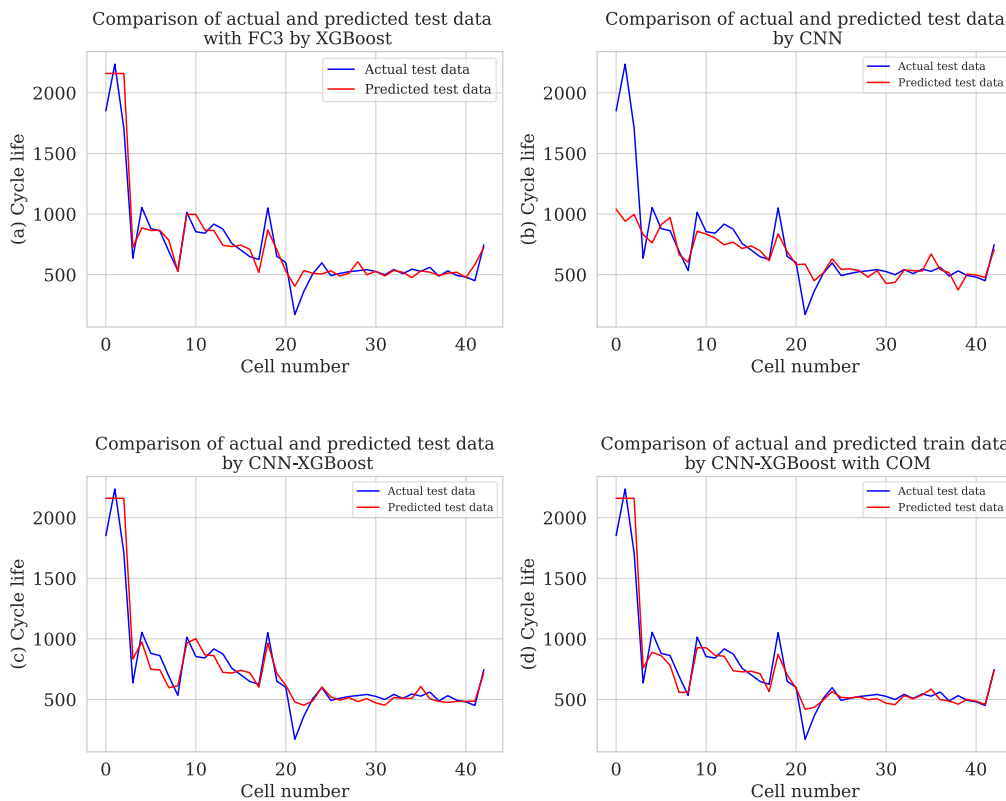 Comparison of actual and predicted test data
with FC3 by XGBoost
Actual test data
Predicted test data
(a) Cycle life
2000
1500
1000
500
0
10
20
30
40
Cell number
Comparison of actual and predicted test data
by CNN
Actual test data
Predicted test data
(b) Cycle life
2000
1500
1000
500
0
10
20
30
40
Cell number
Comparison of actual and predicted test data
by CNN-XGBoost
Actual test data
Predicted test data
(c) Cycle life
2000
1500
1000
500
0
10
20
30
40
Cell number
Comparison of actual and predicted train data
by CNN-XGBoost with COM
Actual test data
Predicted test data
(d) Cycle life
2000
1500
1000
500
0
10
20
30
40
Cell number